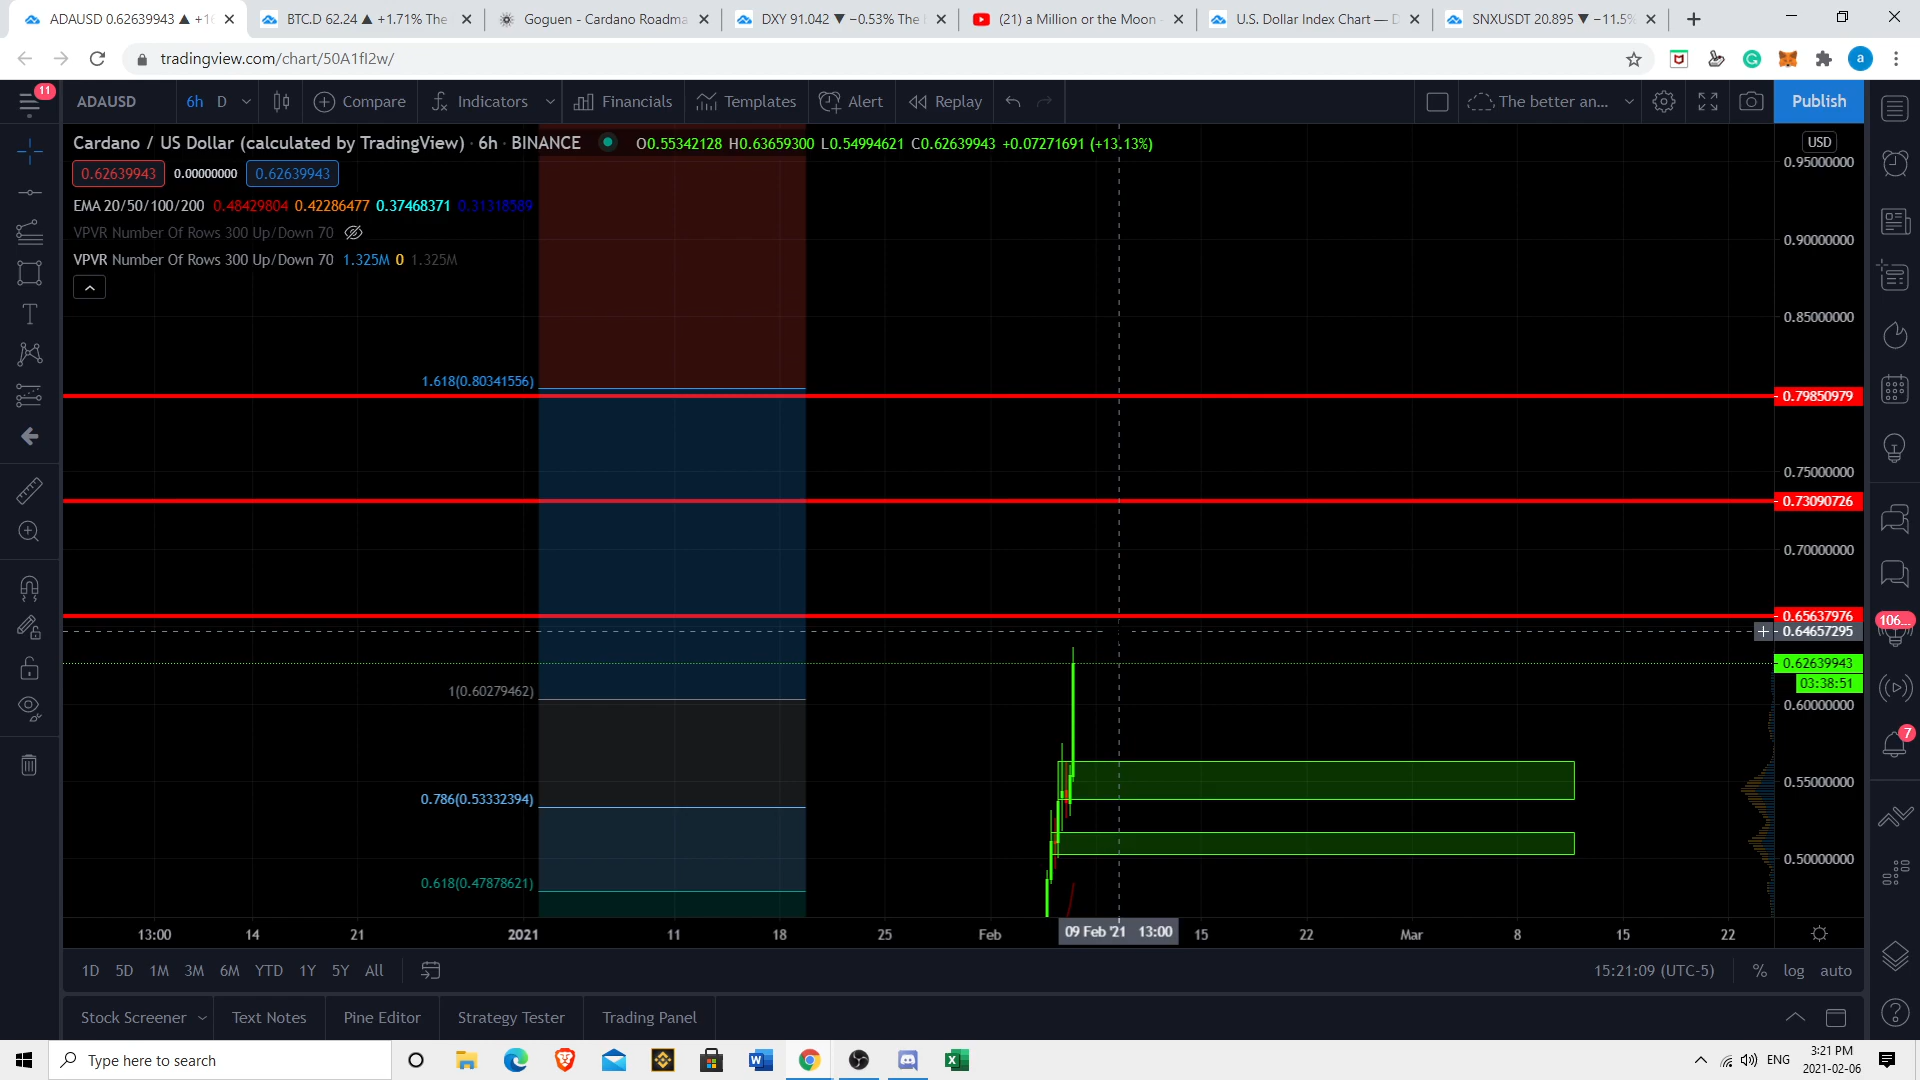 ADAUSD 0.62639943 ▲ +1
BTC.D 62.24 ▲ +1.71% The
Goguen - Cardano Roadma
DXY 91.042 ▼ −0.53% The
(21) a Million or the Moon
U.S. Dollar Index Chart — D
SNXUSDT 20.895 ▼ −11.5%
tradingview.com/chart/50A1fI2w/
a
11
ADAUSD 6h D Compare Indicators Financials Templates Alert Replay The better an... Publish
Cardano / US Dollar (calculated by TradingView) · 6h · BINANCE O0.55342128 H0.63659300 L0.54994621 C0.62639943 +0.07271691 (+13.13%)
USD
0.62639943 0.00000000 0.62639943
EMA 20/50/100/200 0.48429804 0.42286477 0.37468371 0.31318589
VPVR Number Of Rows 300 Up/Down 70
VPVR Number Of Rows 300 Up/Down 70 1.325M 0 1.325M
0.95000000
0.90000000
0.85000000
1.618(0.80341556)
0.79850979
0.75000000
0.73090726
0.70000000
0.65637976
0.64657295
106...
0.62639943
03:38:51
1(0.60279462)
0.60000000
7
0.55000000
0.786(0.53332394)
0.50000000
0.618(0.47878621)
13:00 14 21 2021 11 18 25 Feb 09 Feb '21 13:00 15 22 Mar 8 15 22
1D 5D 1M 3M 6M YTD 1Y 5Y All 15:21:09 (UTC-5) % log auto
Stock Screener Text Notes Pine Editor Strategy Tester Trading Panel
Type here to search
ENG
3:21 PM
2021-02-06